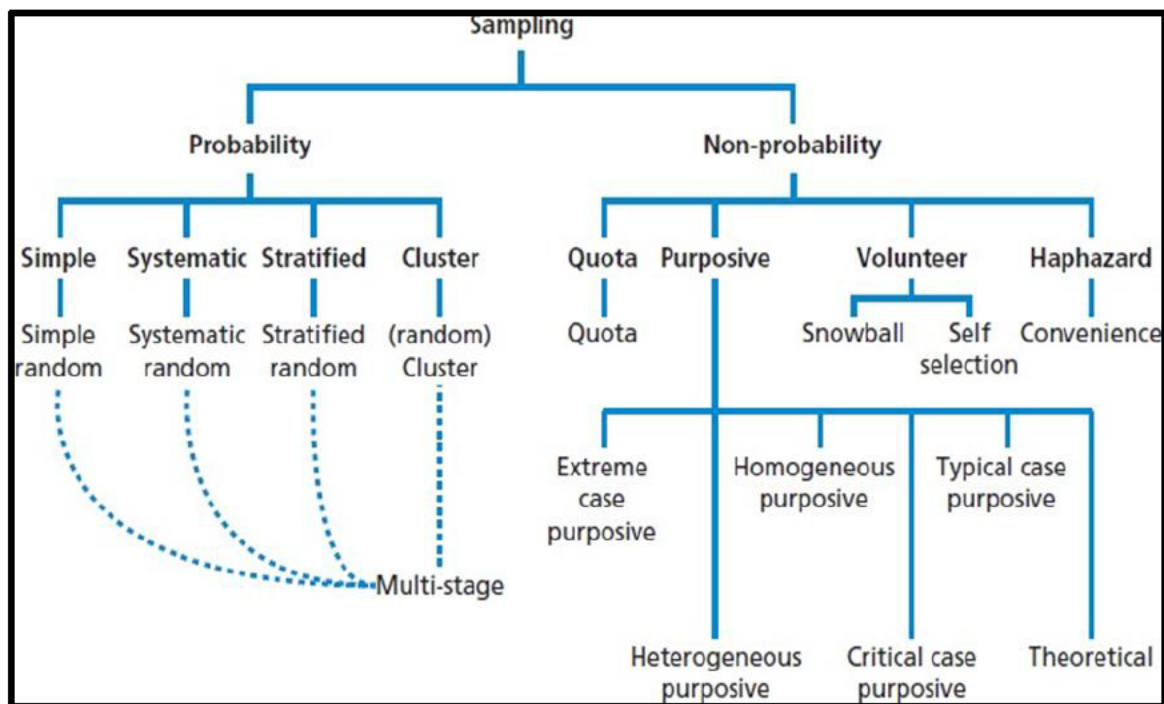 Sampling
Probability
Non-probability
Simple
Systematic
Stratified
Cluster
Quota
Purposive
Volunteer
Haphazard
Simple
random
Systematic
random
Stratified
random
(random)
Cluster
Quota
Snowball
Self
selection
Convenience
Extreme
case
purposive
Homogeneous
purposive
Typical case
purposive
Multi-stage
Heterogeneous
purposive
Critical case
purposive
Theoretical